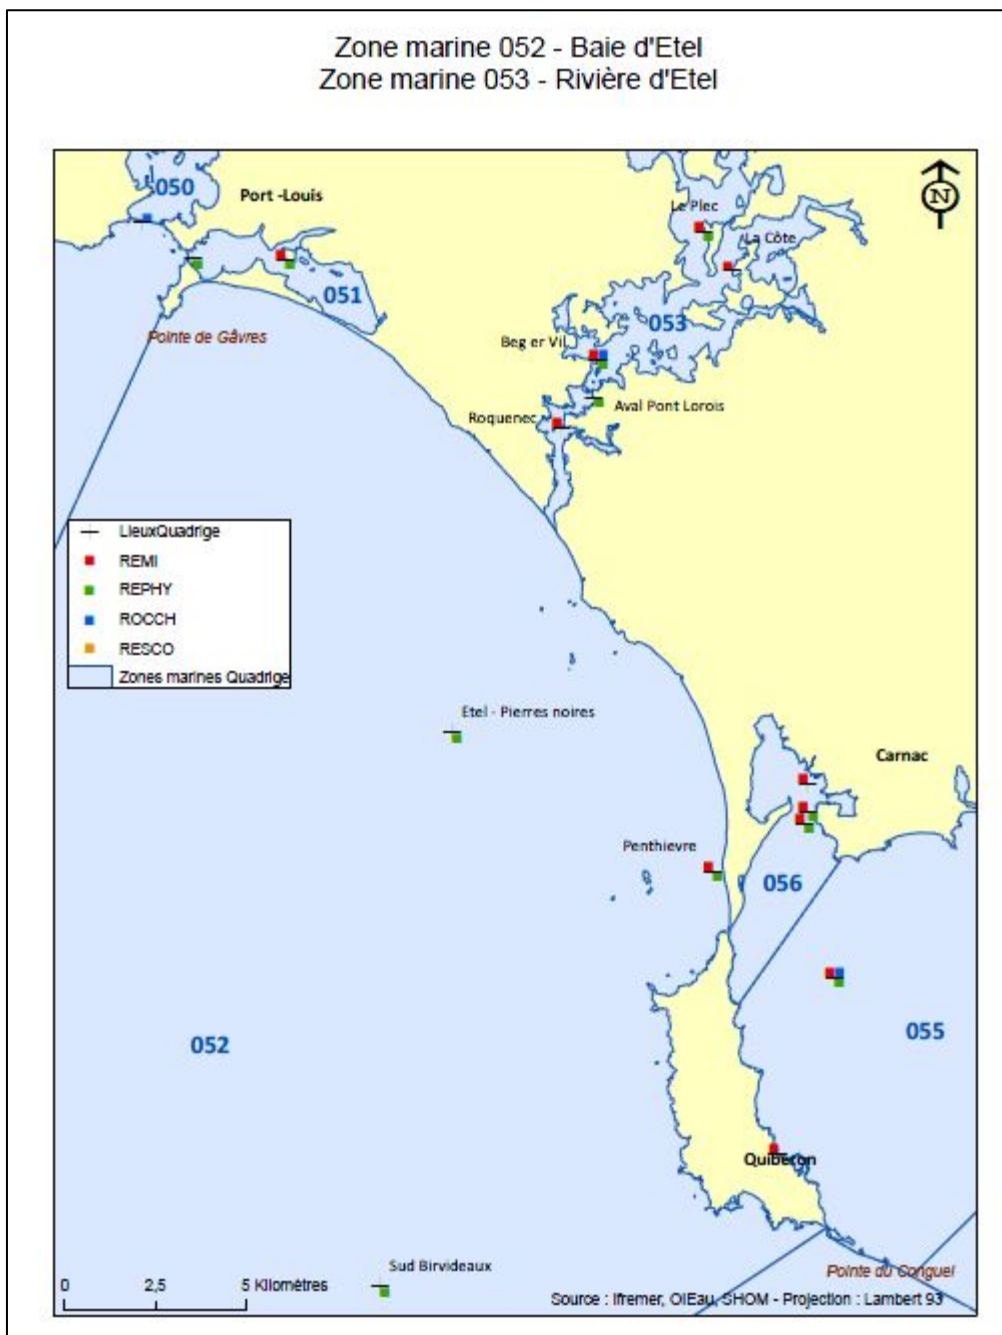 Zone marine 052 - Baie d'Etel
Zone marine 053 - Rivière d'Etel
050
Port -Louis
N
Le Plec
La Côte
051
053
Pointe de Gâvres
Beg er Vil
Aval Pont Lorois
Roquenec
LieuxQuadrige
REMI
REPHY
ROCCH
RESCO
Zones marines Quadrige
Etel - Pierres noires
Carnac
Penthievre
056
055
052
Quiberon
Sud Birvideaux
Pointe du Conguel
0 2,5 5 Kilomètres
Source : Ifremer, OIEau, SHOM - Projection : Lambert 93